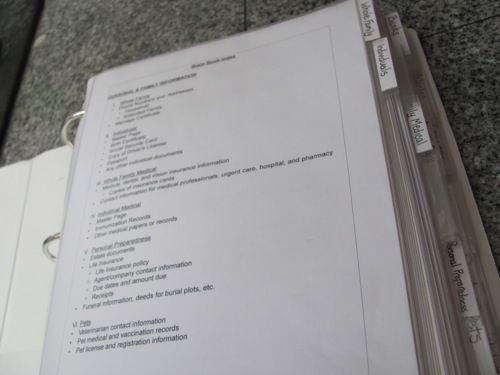 Book Index
PERSONAL & FAMILY INFORMATION
I. Whole Family
Phone Numbers and Addresses
Household
Extended Family
Marriage Certificate
II. Individuals
Master Page
Birth Certificate
Social Security Card
Copy of Driver's License
Passport
Any other individual documents
III. Whole Family Medical
Medical, dental, and vision insurance information
Copies of insurance cards
Contact information for medical professionals, urgent care, hospital, and pharmacy
IV. Individual Medical
Master Page
Immunization Records
Other medical papers or records
V. Personal Preparedness
Estate documents
Life Insurance
Life Insurance policy
Agent/company contact information
Due dates and amount due
Receipts
Funeral information, deeds for burial plots, etc.
VI. Pets
Veterinarian contact information
Pet medical and vaccination records
Pet license and registration information
Whole Family
Individuals
Medical
Personal Preparedness
Pets